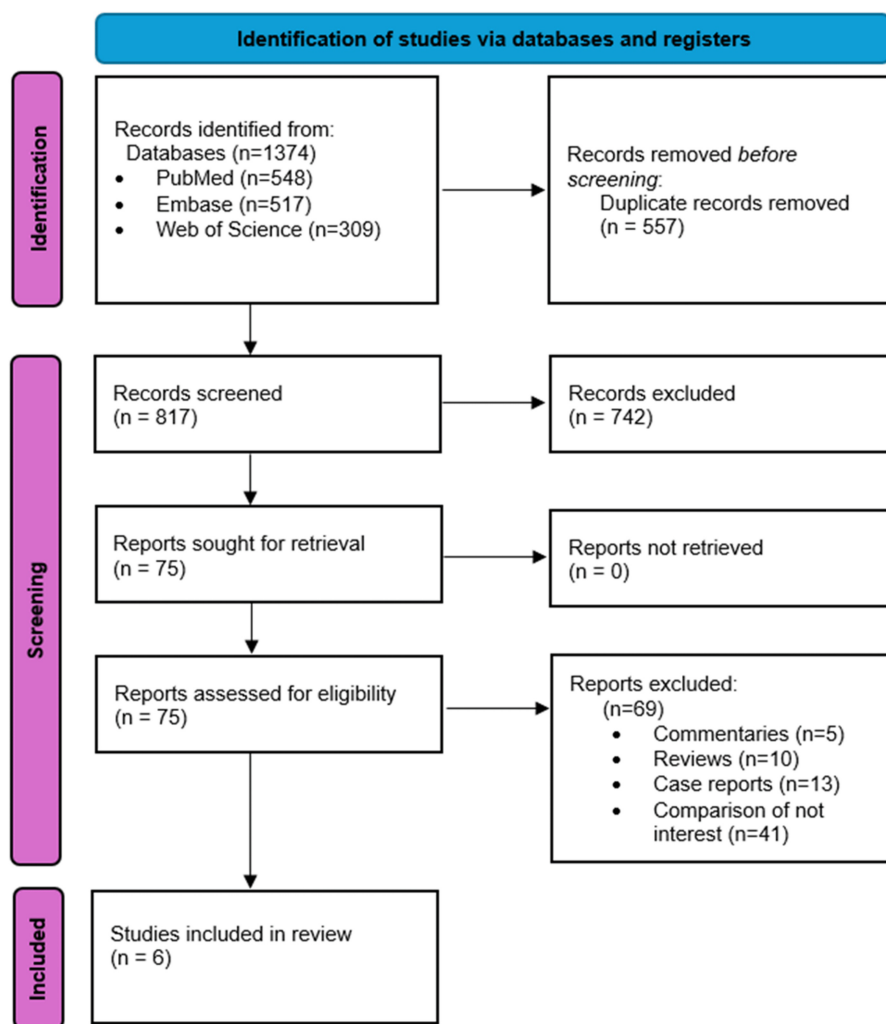 Identification of studies via databases and registers
Identification
Records identified from:
Databases (n=1374)
• PubMed (n=548)
• Embase (n=517)
• Web of Science (n=309)
Records removed before
screening:
Duplicate records removed
(n = 557)
Screening
Records screened
(n = 817)
Records excluded
(n = 742)
Reports sought for retrieval
(n = 75)
Reports not retrieved
(n = 0)
Reports assessed for eligibility
(n = 75)
Reports excluded:
(n=69)
• Commentaries (n=5)
• Reviews (n=10)
• Case reports (n=13)
• Comparison of not
interest (n=41)
Included
Studies included in review
(n = 6)